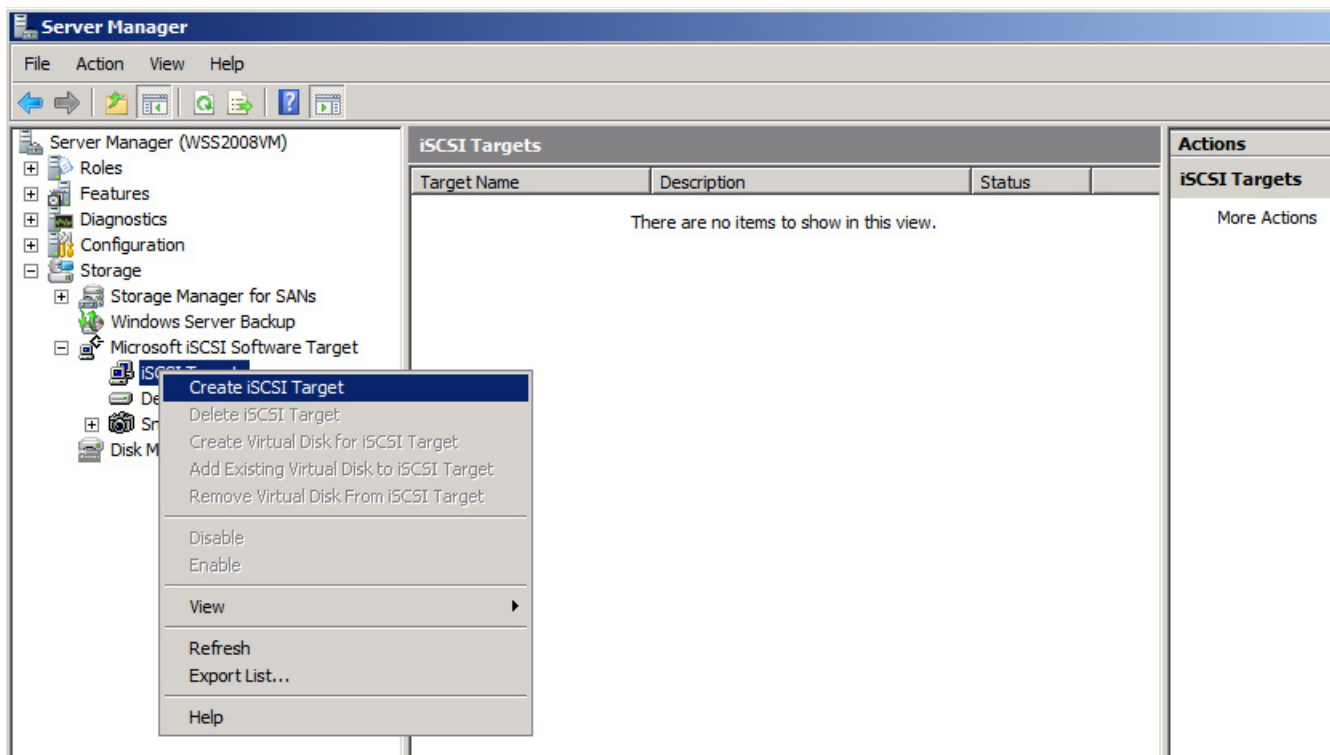 Server Manager
File Action View Help
Server Manager (WSS2008VM)
Roles
Features
Diagnostics
Configuration
Storage
Storage Manager for SANs
Windows Server Backup
Microsoft iSCSI Software Target
De
Sn
Disk M
Create iSCSI Target
Delete iSCSI Target
Create Virtual Disk for iSCSI Target
Add Existing Virtual Disk to iSCSI Target
Remove Virtual Disk From iSCSI Target
Disable
Enable
View
Refresh
Export List...
Help
iSCSI Targets
Target Name Description Status
There are no items to show in this view.
Actions
iSCSI Targets
More Actions